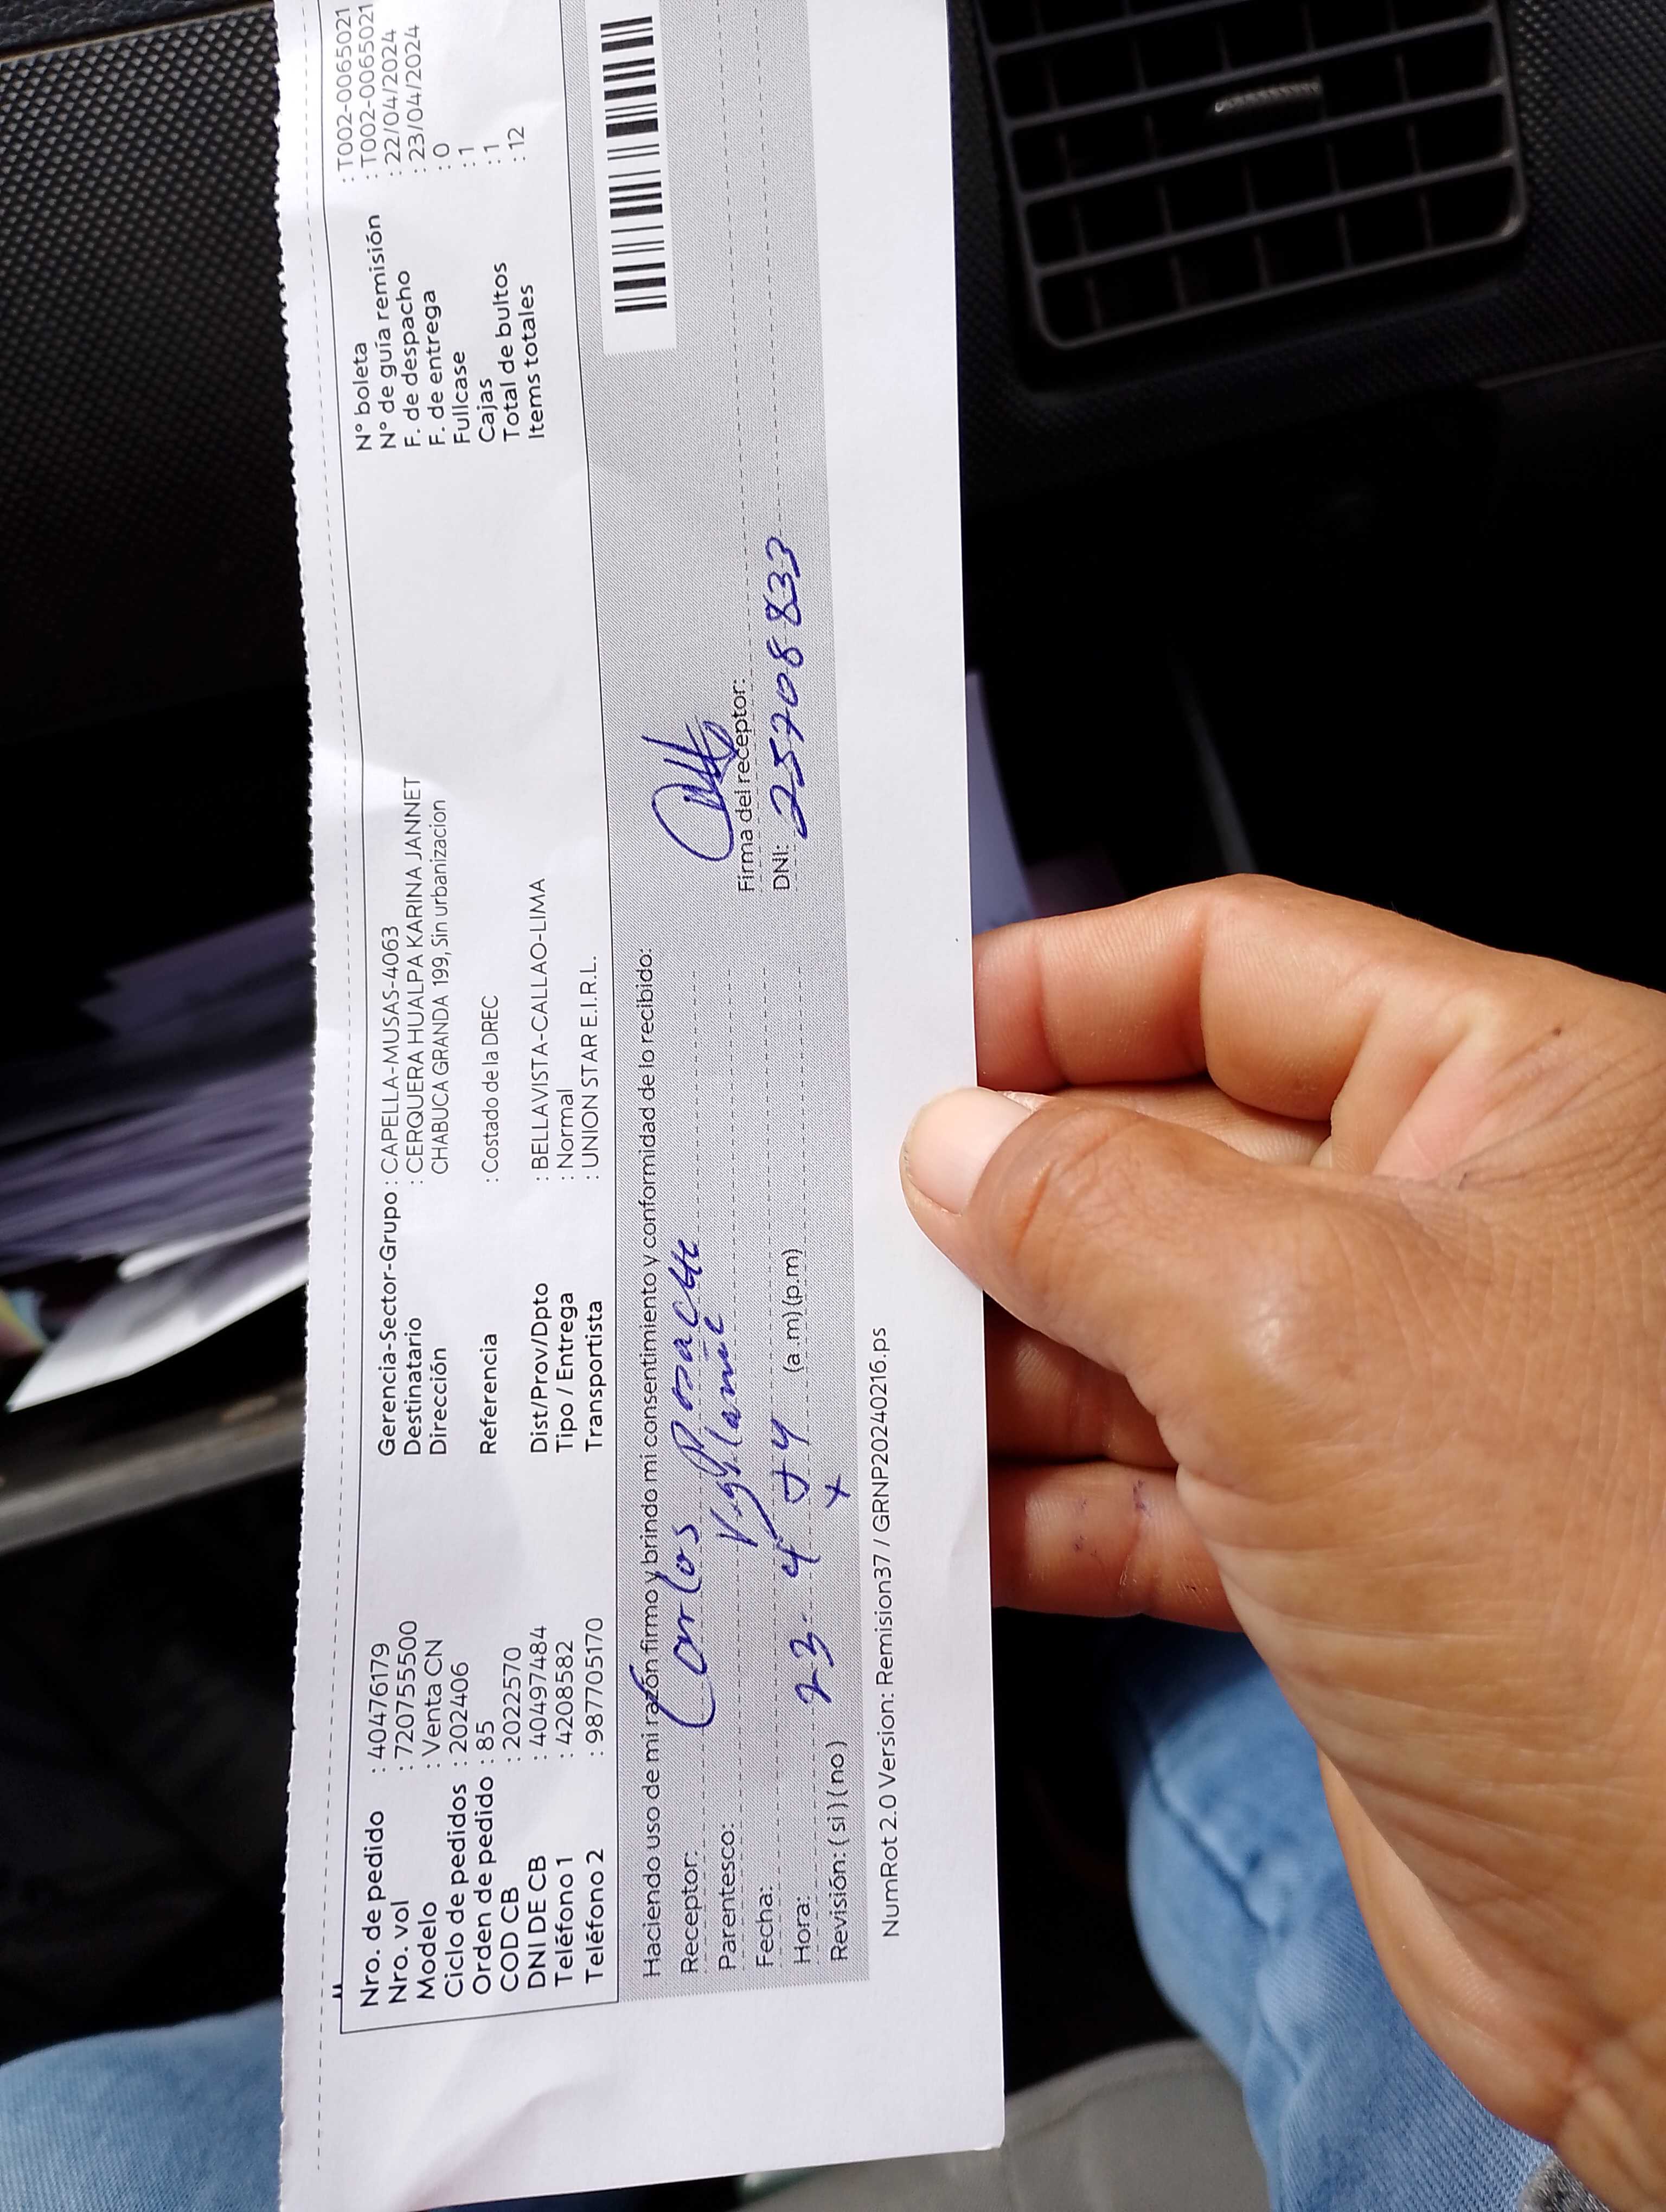 Nro. de pedido : 40476179
Nro. vol : 720755500
Modelo : Venta CN
Ciclo de pedidos : 202406
Orden de pedido : 85
COD CB : 2022570
DNI DE CB : 40497484
Teléfono 1 : 4208582
Teléfono 2 : 987705170
Gerencia-Sector-Grupo : CAPELLA-MUSAS-4063
Destinatario : CERQUERA HUALPA KARINA JANNET
Dirección CHABUCA GRANDA 199, Sin urbanizacion
Referencia : Costado de la DREC
Dist/Prov/Dpto : BELLAVISTA-CALLAO-LIMA
Tipo / Entrega : Normal
Transportista : UNION STAR E.I.R.L.
N° boleta : T002-0065021
N° de guía remisión : T002-0065021
F. de despacho : 22/04/2024
F. de entrega : 23/04/2024
Fullcase : 0
Cajas : 1
Total de bultos : 1
Items totales : 12
Haciendo uso de mi razón firmo y brindo mi consentimiento y conformidad de lo recibido:
Receptor: Carlos
Parentesco: Vigilante
Fecha: 23 4
Hora: (a.m) (p.m)
Revisión: ( si ) ( no )
Firma del receptor:
DNI: 25708833
NumRot 2.0 Version: Remision37 / GRNP20240216.ps